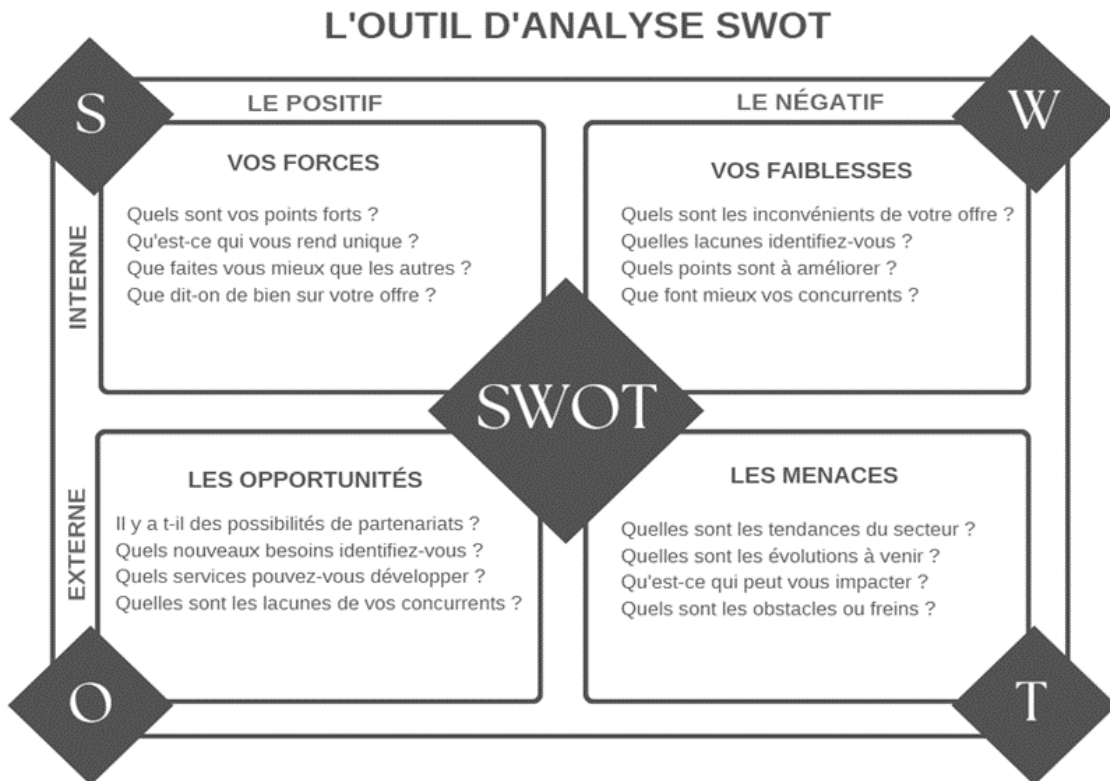 L'OUTIL D'ANALYSE SWOT
S
LE POSITIF
LE NÉGATIF
W
INTERNE
VOS FORCES
Quels sont vos points forts ?
Qu'est-ce qui vous rend unique ?
Que faites vous mieux que les autres ?
Que dit-on de bien sur votre offre ?
VOS FAIBLESSES
Quels sont les inconvénients de votre offre ?
Quelles lacunes identifiez-vous ?
Quels points sont à améliorer ?
Que font mieux vos concurrents ?
SWOT
EXTERNE
LES OPPORTUNITÉS
Il y a t-il des possibilités de partenariats ?
Quels nouveaux besoins identifiez-vous ?
Quels services pouvez-vous développer ?
Quelles sont les lacunes de vos concurrents ?
LES MENACES
Quelles sont les tendances du secteur ?
Quelles sont les évolutions à venir ?
Qu'est-ce qui peut vous impacter ?
Quels sont les obstacles ou freins ?
O
T